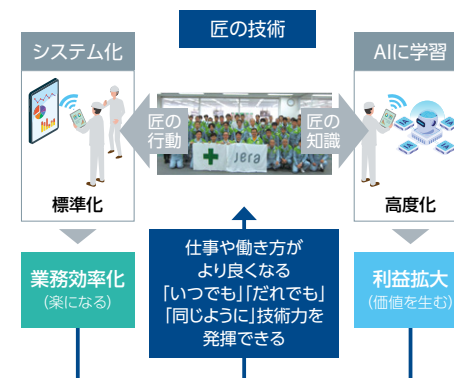 匠の技術
システム化
AIに学習
匠の
行動
匠の
知識
jera
標準化
高度化
業務効率化
(楽になる)
仕事や働き方が
より良くなる
「いつでも」「だれでも」
「同じように」技術力を
発揮できる
利益拡大
(価値を生む)